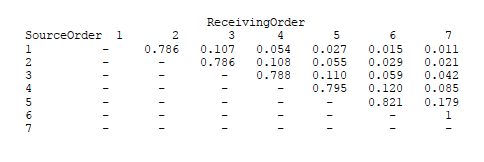 ReceivingOrder
SourceOrder 1 2 3 4 5 6 7
1 - 0.786 0.107 0.054 0.027 0.015 0.011
2 - - 0.786 0.108 0.055 0.029 0.021
3 - - - 0.788 0.110 0.059 0.042
4 - - - - 0.795 0.120 0.085
5 - - - - - 0.821 0.179
6 - - - - - - 1
7 - - - - - - -